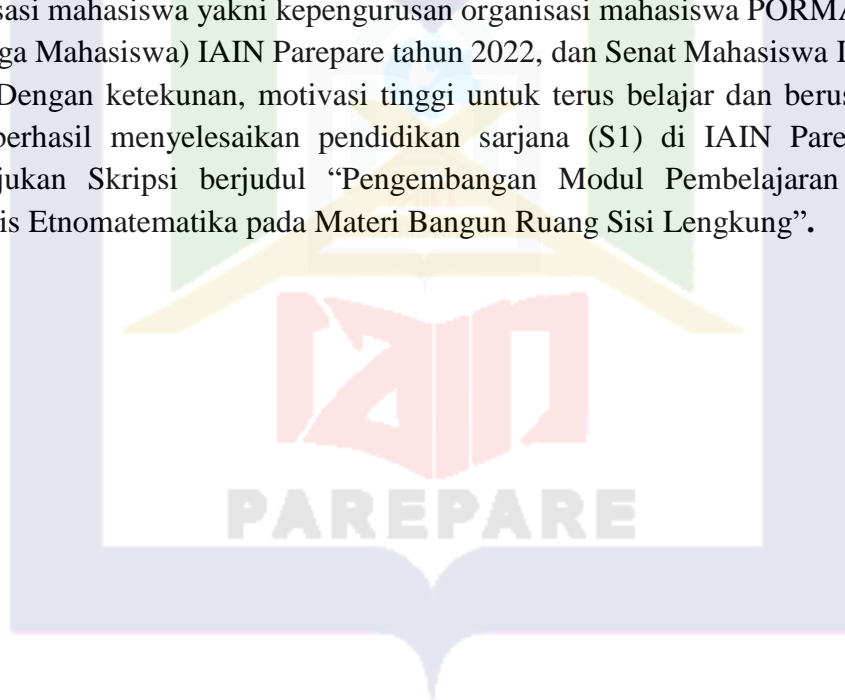 sasi mahasiswa yakni kepengurusan organisasi mahasiswa PORMA
ga Mahasiswa) IAIN Parepare tahun 2022, dan Senat Mahasiswa I
Dengan ketekunan, motivasi tinggi untuk terus belajar dan berus
berhasil menyelesaikan pendidikan sarjana (S1) di IAIN Pare
jukan Skripsi berjudul “Pengembangan Modul Pembelajaran
is Etnomatematika pada Materi Bangun Ruang Sisi Lengkung”.
iain
PAREPARE